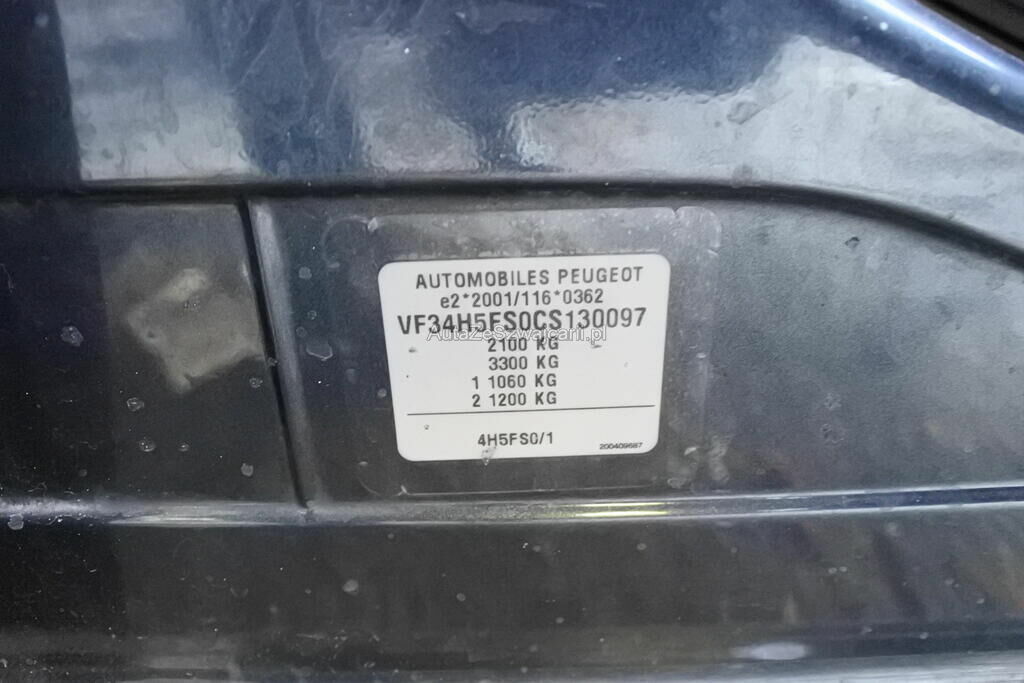 AUTOMOBILES PEUGEOT
e2*2001/116*0362
VF34H5FS0CS130097
AutaZeSzwajcarii.pl
2100 KG
3300 KG
1 1060 KG
2 1200 KG
4H5FS0/1
200409687